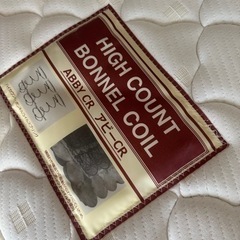 HIGH COUNT
BONNEL COIL
ABBY-CR アビーCR